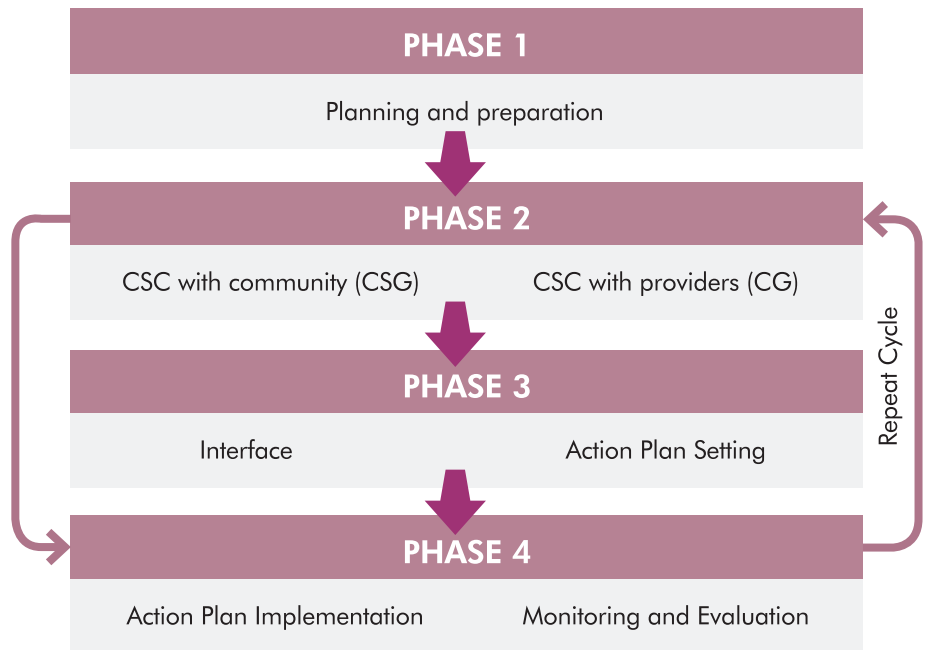 PHASE 1
Planning and preparation
PHASE 2
CSC with community (CSG)
CSC with providers (CG)
PHASE 3
Interface
Action Plan Setting
PHASE 4
Action Plan Implementation
Monitoring and Evaluation
Repeat Cycle